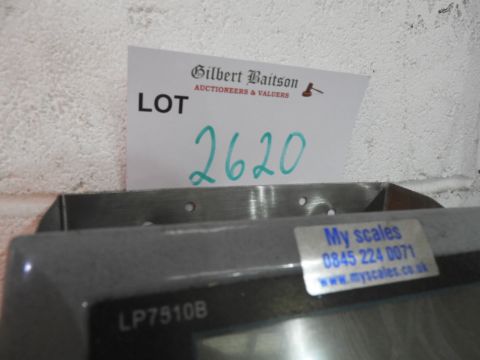 Gilbert Baitson
AUCTIONEERS & VALUERS
LOT
2620
My scales
0845 224 0071
www.myscales.co.uk
LP7510B